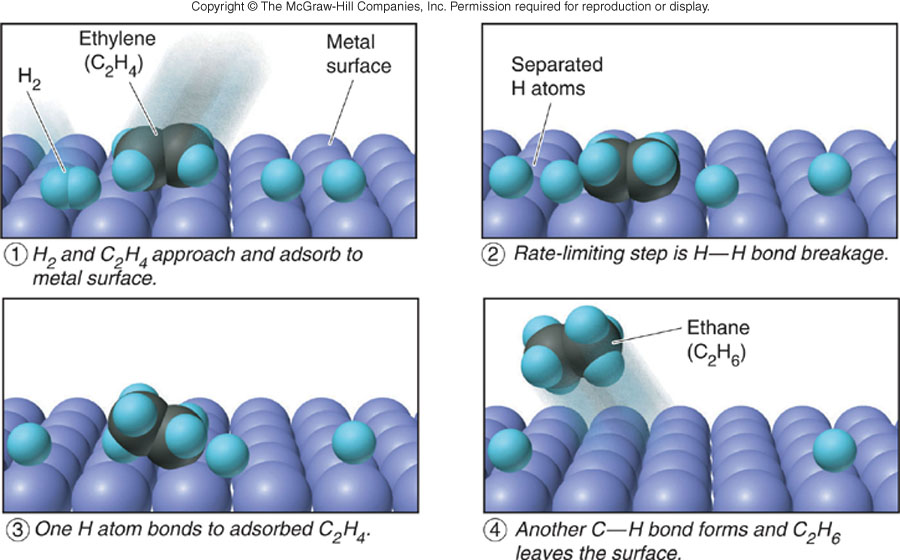 Copyright © The McGraw-Hill Companies, Inc. Permission required for reproduction or display.
H₂
Ethylene
(C₂H₄)
Metal
surface
① H₂ and C₂H₄ approach and adsorb to
metal surface.
Separated
H atoms
② Rate-limiting step is H—H bond breakage.
③ One H atom bonds to adsorbed C₂H₄.
Ethane
(C₂H₆)
④ Another C—H bond forms and C₂H₆
leaves the surface.